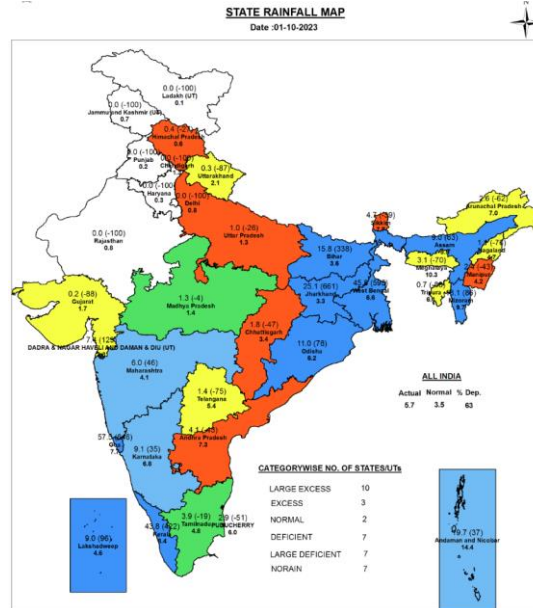 STATE RAINFALL MAP
Date :01-10-2023
N
0.0 (-100)
Ladakh (UT)
0.1
0.0 (-100)
Jammu and Kashmir (UT)
0.7
Himachal Pradesh
0.6
Punjab
0.2
0.3 (-87)
Uttarakhand
2.1
Haryana
0.3
0.0 (-100)
Delhi
0.8
0.0 (-100)
Rajasthan
0.8
1.0 (-26)
Uttar Pradesh
1.3
15.8 (338)
Bihar
3.6
2.6 (-62)
Arunachal Pradesh
7.0
9.0 (63)
Assam
Nagaland
3.1 (-70)
Meghalaya
10.3
Manipur
4.2
Tripura
Mizoram
0.2 (-88)
Gujarat
1.7
1.3 (-4)
Madhya Pradesh
1.4
25.1 (661)
Jharkhand
3.3
West Bengal
6.6
1.8 (-47)
Chhattisgarh
3.4
11.0 (78)
Odisha
6.2
DADRA & NAGAR HAVELI AND DAMAN & DIU (UT)
6.0 (46)
Maharashtra
4.1
1.4 (-75)
Telangana
5.4
Andhra Pradesh
7.2
Goa
9.1 (35)
Karnataka
6.8
3.9 (-19)
Tamilnadu
4.8
(-51)
PUDUCHERRY
6.0
Kerala
9.0 (96)
Lakshadweep
4.6
(37)
Andaman and Nicobar
14.4
ALL INDIA
Actual Normal % Dep.
5.7 3.5 63
CATEGORYWISE NO. OF STATES/UTs
LARGE EXCESS 10
EXCESS 3
NORMAL 2
DEFICIENT 7
LARGE DEFICIENT 7
NORAIN 7